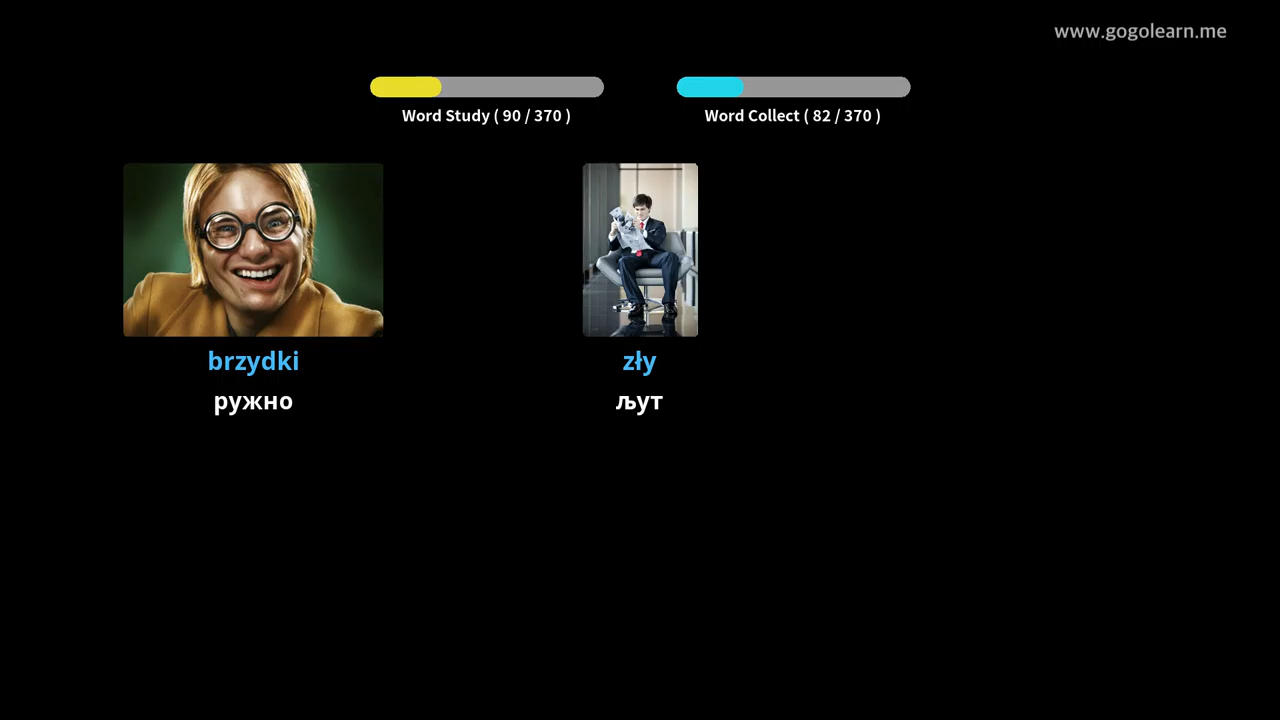 www.gogolearn.me
Word Study ( 90 / 370 )
Word Collect ( 82 / 370 )
brzydki
ружно
zły
љут